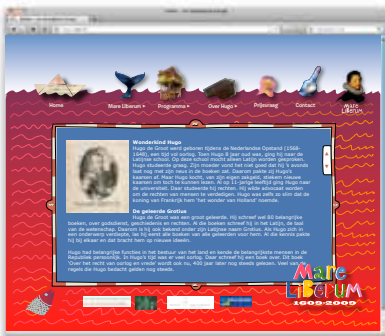 Home
Mare Liberum
Programma
Over Hugo
Prijsvraag
Contact
Mare
Liberum
Wonderkind Hugo
Hugo de Groot werd geboren tijdens de Nederlandse Opstand (1568-
1648), een tijd vol oorlog. Toen Hugo 8 jaar oud was, ging hij naar de
Latijnse school. Op deze school mocht alleen Latijn worden gesproken.
Hugo studeerde graag. Zijn moeder vond het niet goed dat hij 's avonds
laat nog met zijn neus in de boeken zat. Daarom pakte zij Hugo's
kaarsen af. Maar Hugo kocht, van zijn eigen zakgeld, stiekem nieuwe
kaarsen om toch te kunnen lezen. Al op 11-jarige leeftijd ging Hugo naar
de universiteit. Daar studeerde hij rechten. Hij wilde advocaat worden
om de rechten van mensen te verdedigen. Hugo was zelfs zo slim dat de
koning van Frankrijk hem 'het wonder van Holland' noemde.
De geleerde Gratius
Hugo de Groot was een groot geleerde. Hij schreef wel 80 belangrijke
boeken, over godsdienst, geschiedenis en rechten. Al die boeken schreef hij in het Latijn, de taal
van de wetenschap. Daarom is hij ook bekend onder zijn Latijnse naam Gratius. Als Hugo zich in
een onderwerp verdiepte, las hij eerst alle boeken van alle geleerden voor hem. Al die kennis pakte
hij bij elkaar en dat bracht hem op nieuwe ideeën.
Hugo had belangrijke functies in het bestuur van het land en kende de belangrijkste mensen in de
Republiek persoonlijk. In Hugo's tijd was er veel oorlog. Daar schreef hij een boek over. Dit boek
'Over het recht van oorlog en vrede' wordt ook nu, 400 jaar later nog steeds gelezen. Veel van de
regels die Hugo bedacht gelden nog steeds.
Mare
Liberum
1609-2009